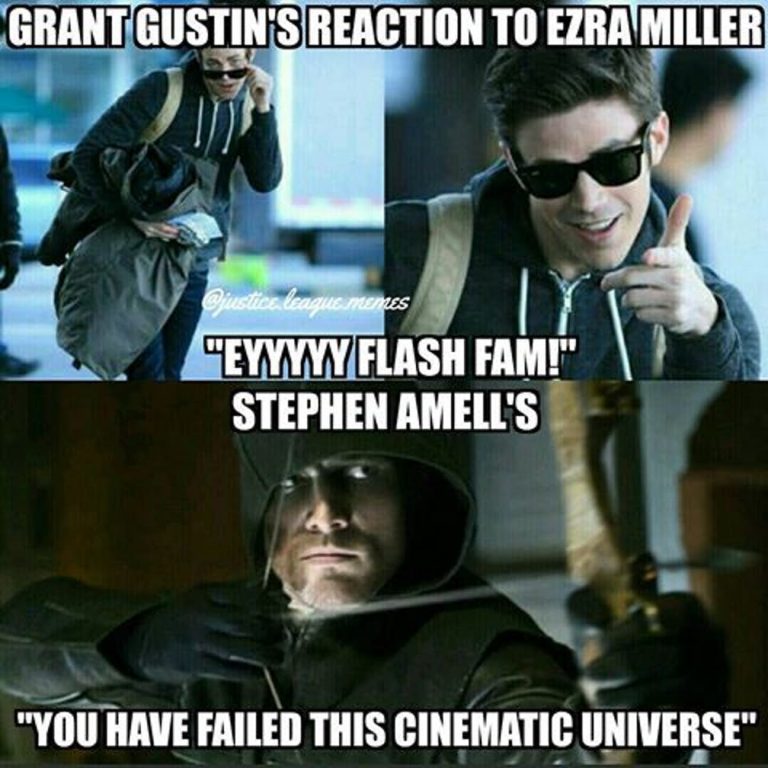 GRANT GUSTIN'S REACTION TO EZRA MILLER
@justice.league.memes
"EYYYYY FLASH FAM!"
STEPHEN AMELL'S
"YOU HAVE FAILED THIS CINEMATIC UNIVERSE"